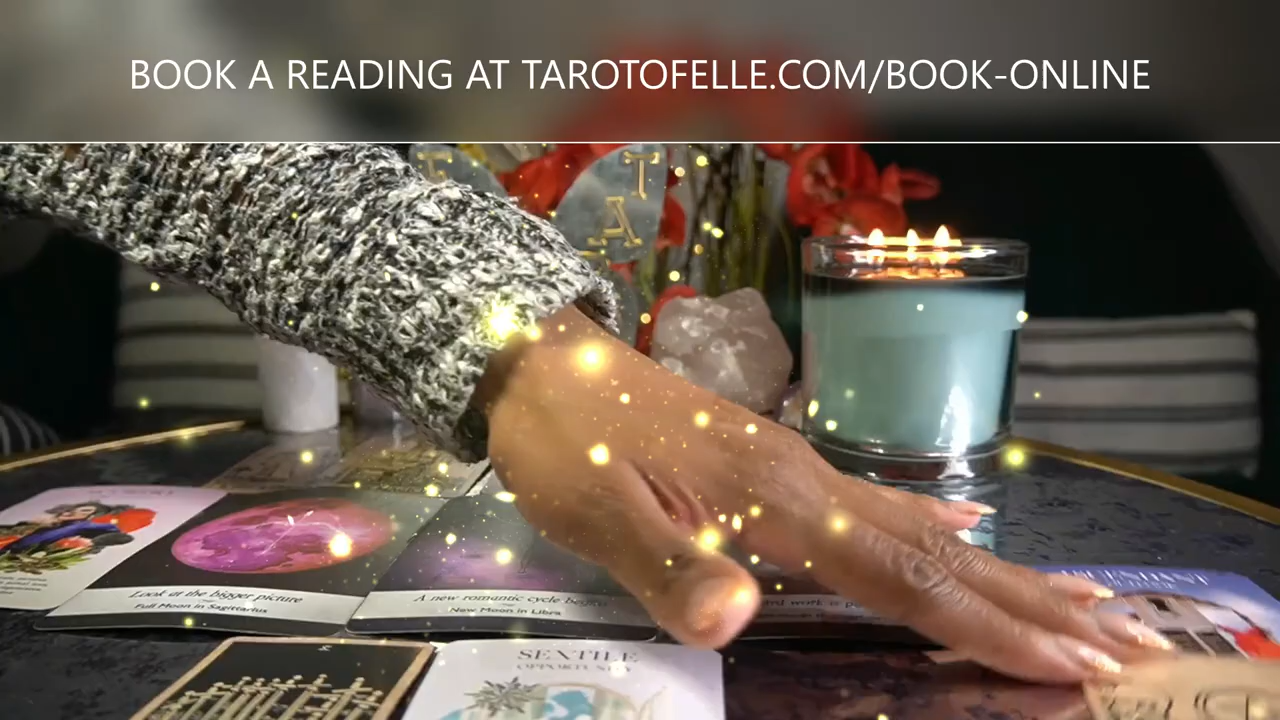 BOOK A READING AT TAROTOFELLE.COM/BOOK-ONLINE
T
A
Look at the bigger picture
Full Moon in Sagittarius
A new romantic cycle begins
New Moon in Libra
SEXTILE
OPPORTUNITY